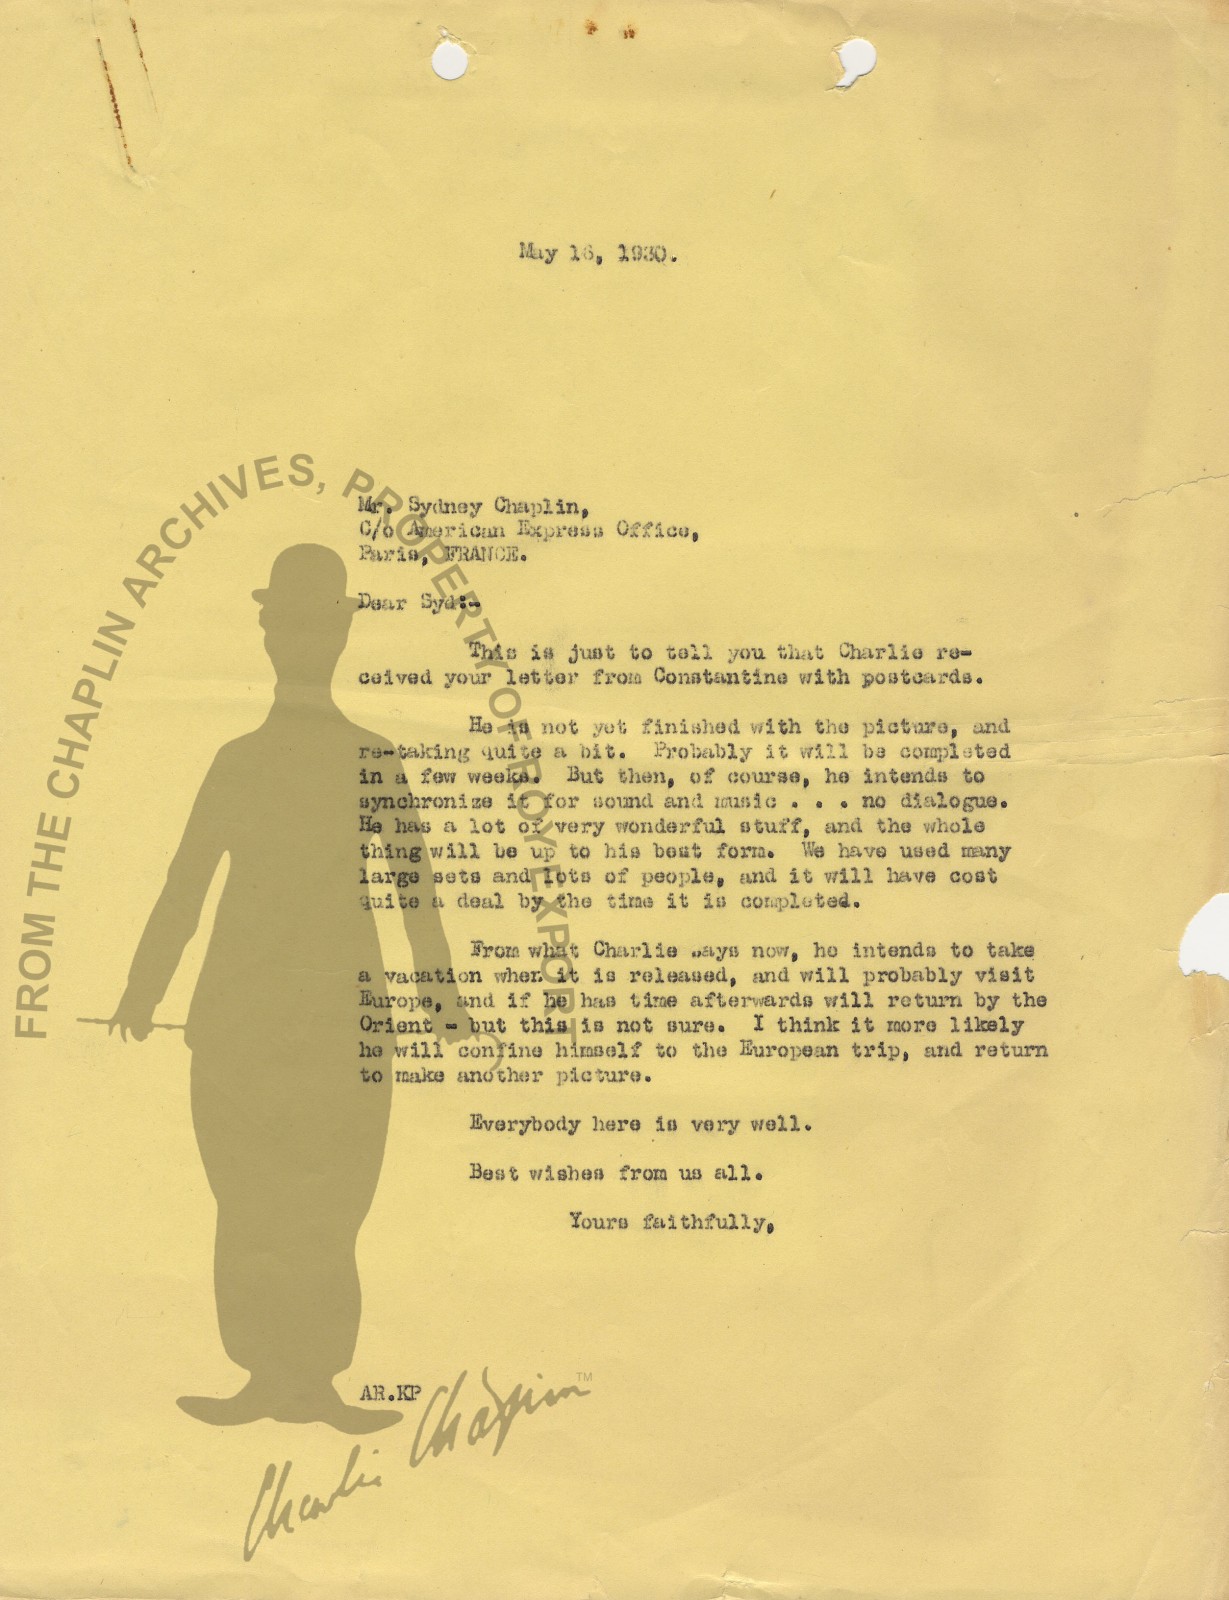 May 16, 1930.
Mr. Sydney Chaplin,
C/o American Express Office,
Paris, FRANCE.
Dear Syd:-
This is just to tell you that Charlie re-
ceived your letter from Constantine with postcards.
He is not yet finished with the picture, and
re-taking quite a bit. Probably it will be completed
in a few weeks. But then, of course, he intends to
synchronize it for sound and music . . . no dialogue.
He has a lot of very wonderful stuff, and the whole
thing will be up to his best form. We have used many
large sets and lots of people, and it will have cost
quite a deal by the time it is completed.
From what Charlie says now, he intends to take
a vacation when it is released, and will probably visit
Europe, and if he has time afterwards will return by the
Orient - but this is not sure. I think it more likely
he will confine himself to the European trip, and return
to make another picture.
Everybody here is very well.
Best wishes from us all.
Yours faithfully,
AR.KP
FROM THE CHAPLIN ARCHIVES, PROPERTY OF ROY EXPORT
Charlie Chaplin TM